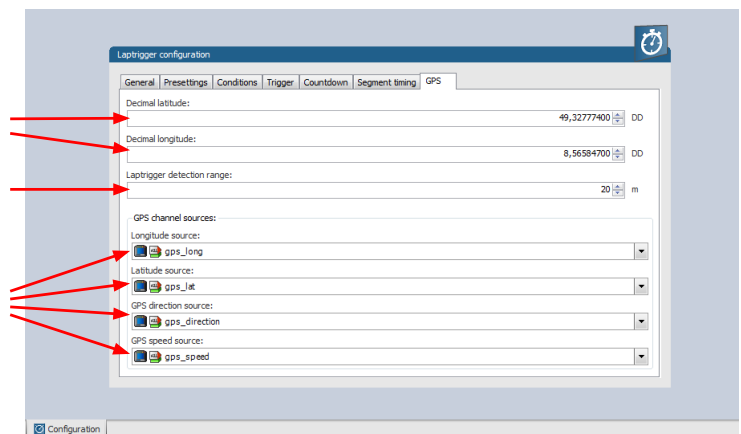 Laptrigger configuration
General Presettings Conditions Trigger Countdown Segment timing GPS
Decimal latitude:
49,32777400 DD
Decimal longitude:
8,56584700 DD
Laptrigger detection range:
20 m
GPS channel sources:
Longitude source:
gps_long
Latitude source:
gps_lat
GPS direction source:
gps_direction
GPS speed source:
gps_speed
Configuration